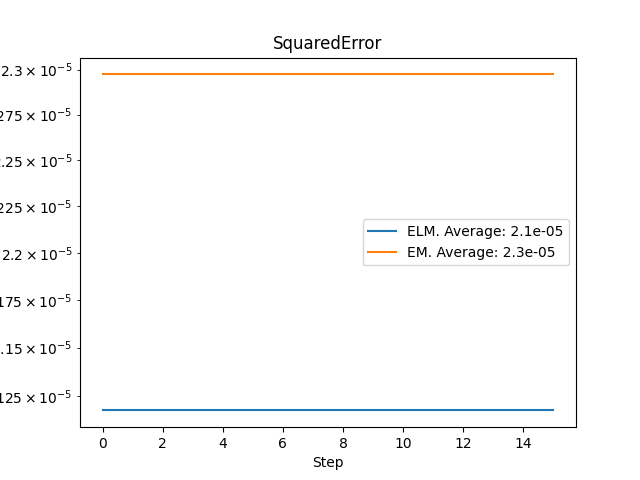 SquaredError
2.3 × 10⁻⁵
275 × 10⁻⁵
.25 × 10⁻⁵
225 × 10⁻⁵
2.2 × 10⁻⁵
175 × 10⁻⁵
.15 × 10⁻⁵
125 × 10⁻⁵
ELM. Average: 2.1e-05
EM. Average: 2.3e-05
0 2 4 6 8 10 12 14
Step